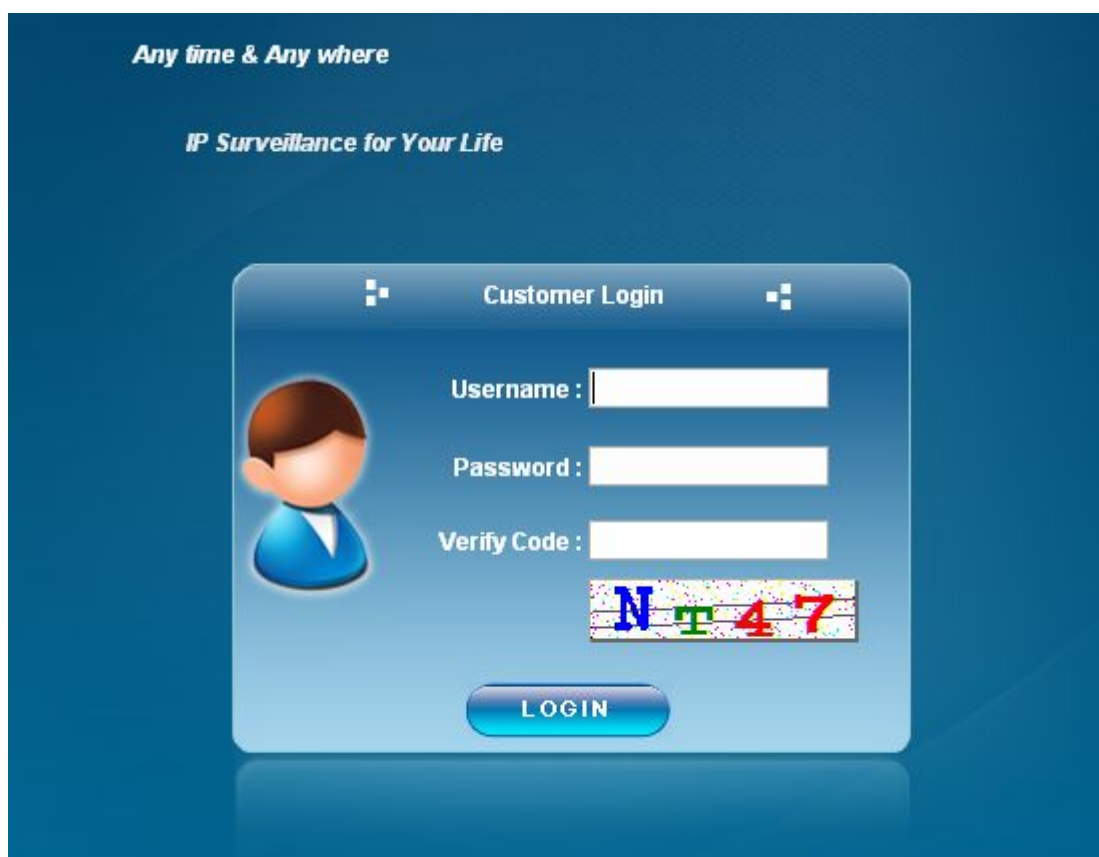 Any time & Any where
IP Surveillance for Your Life
Customer Login
Username :
Password :
Verify Code :
NT47
LOGIN